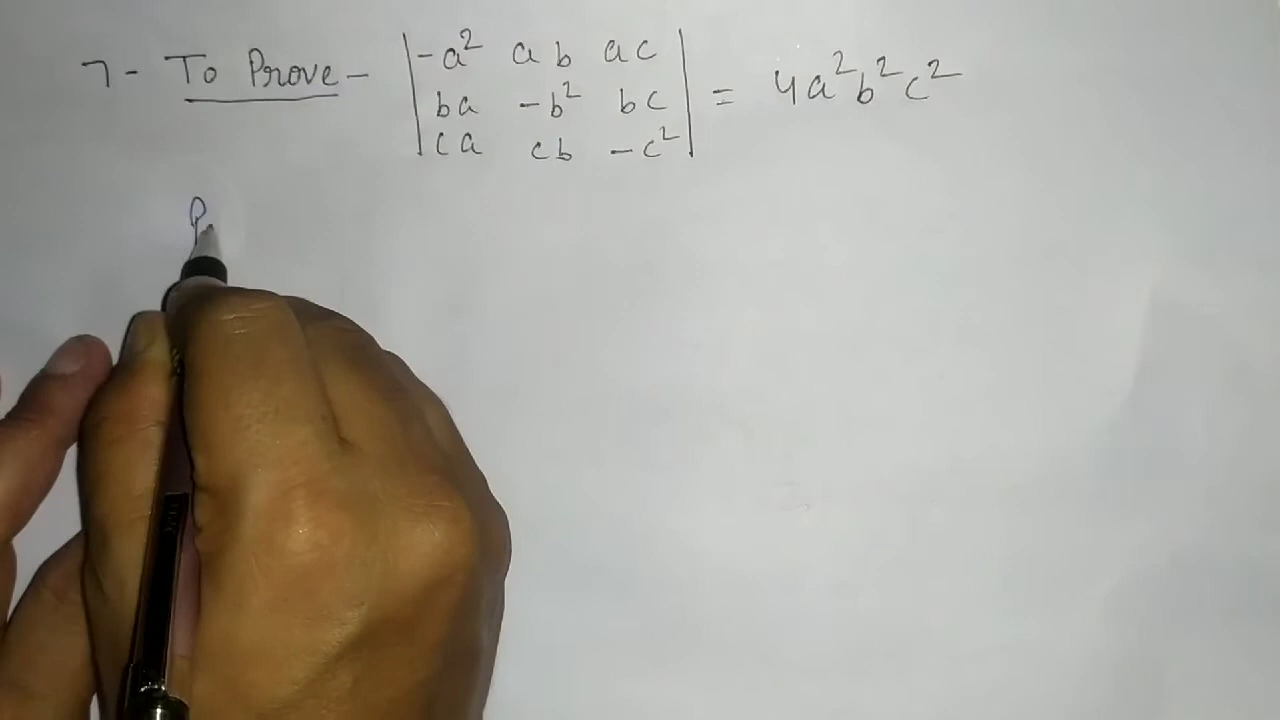 7- To Prove- | -a² ab ac | = 4a²b²c²
| ba -b² bc |
| ca cb -c² |
P